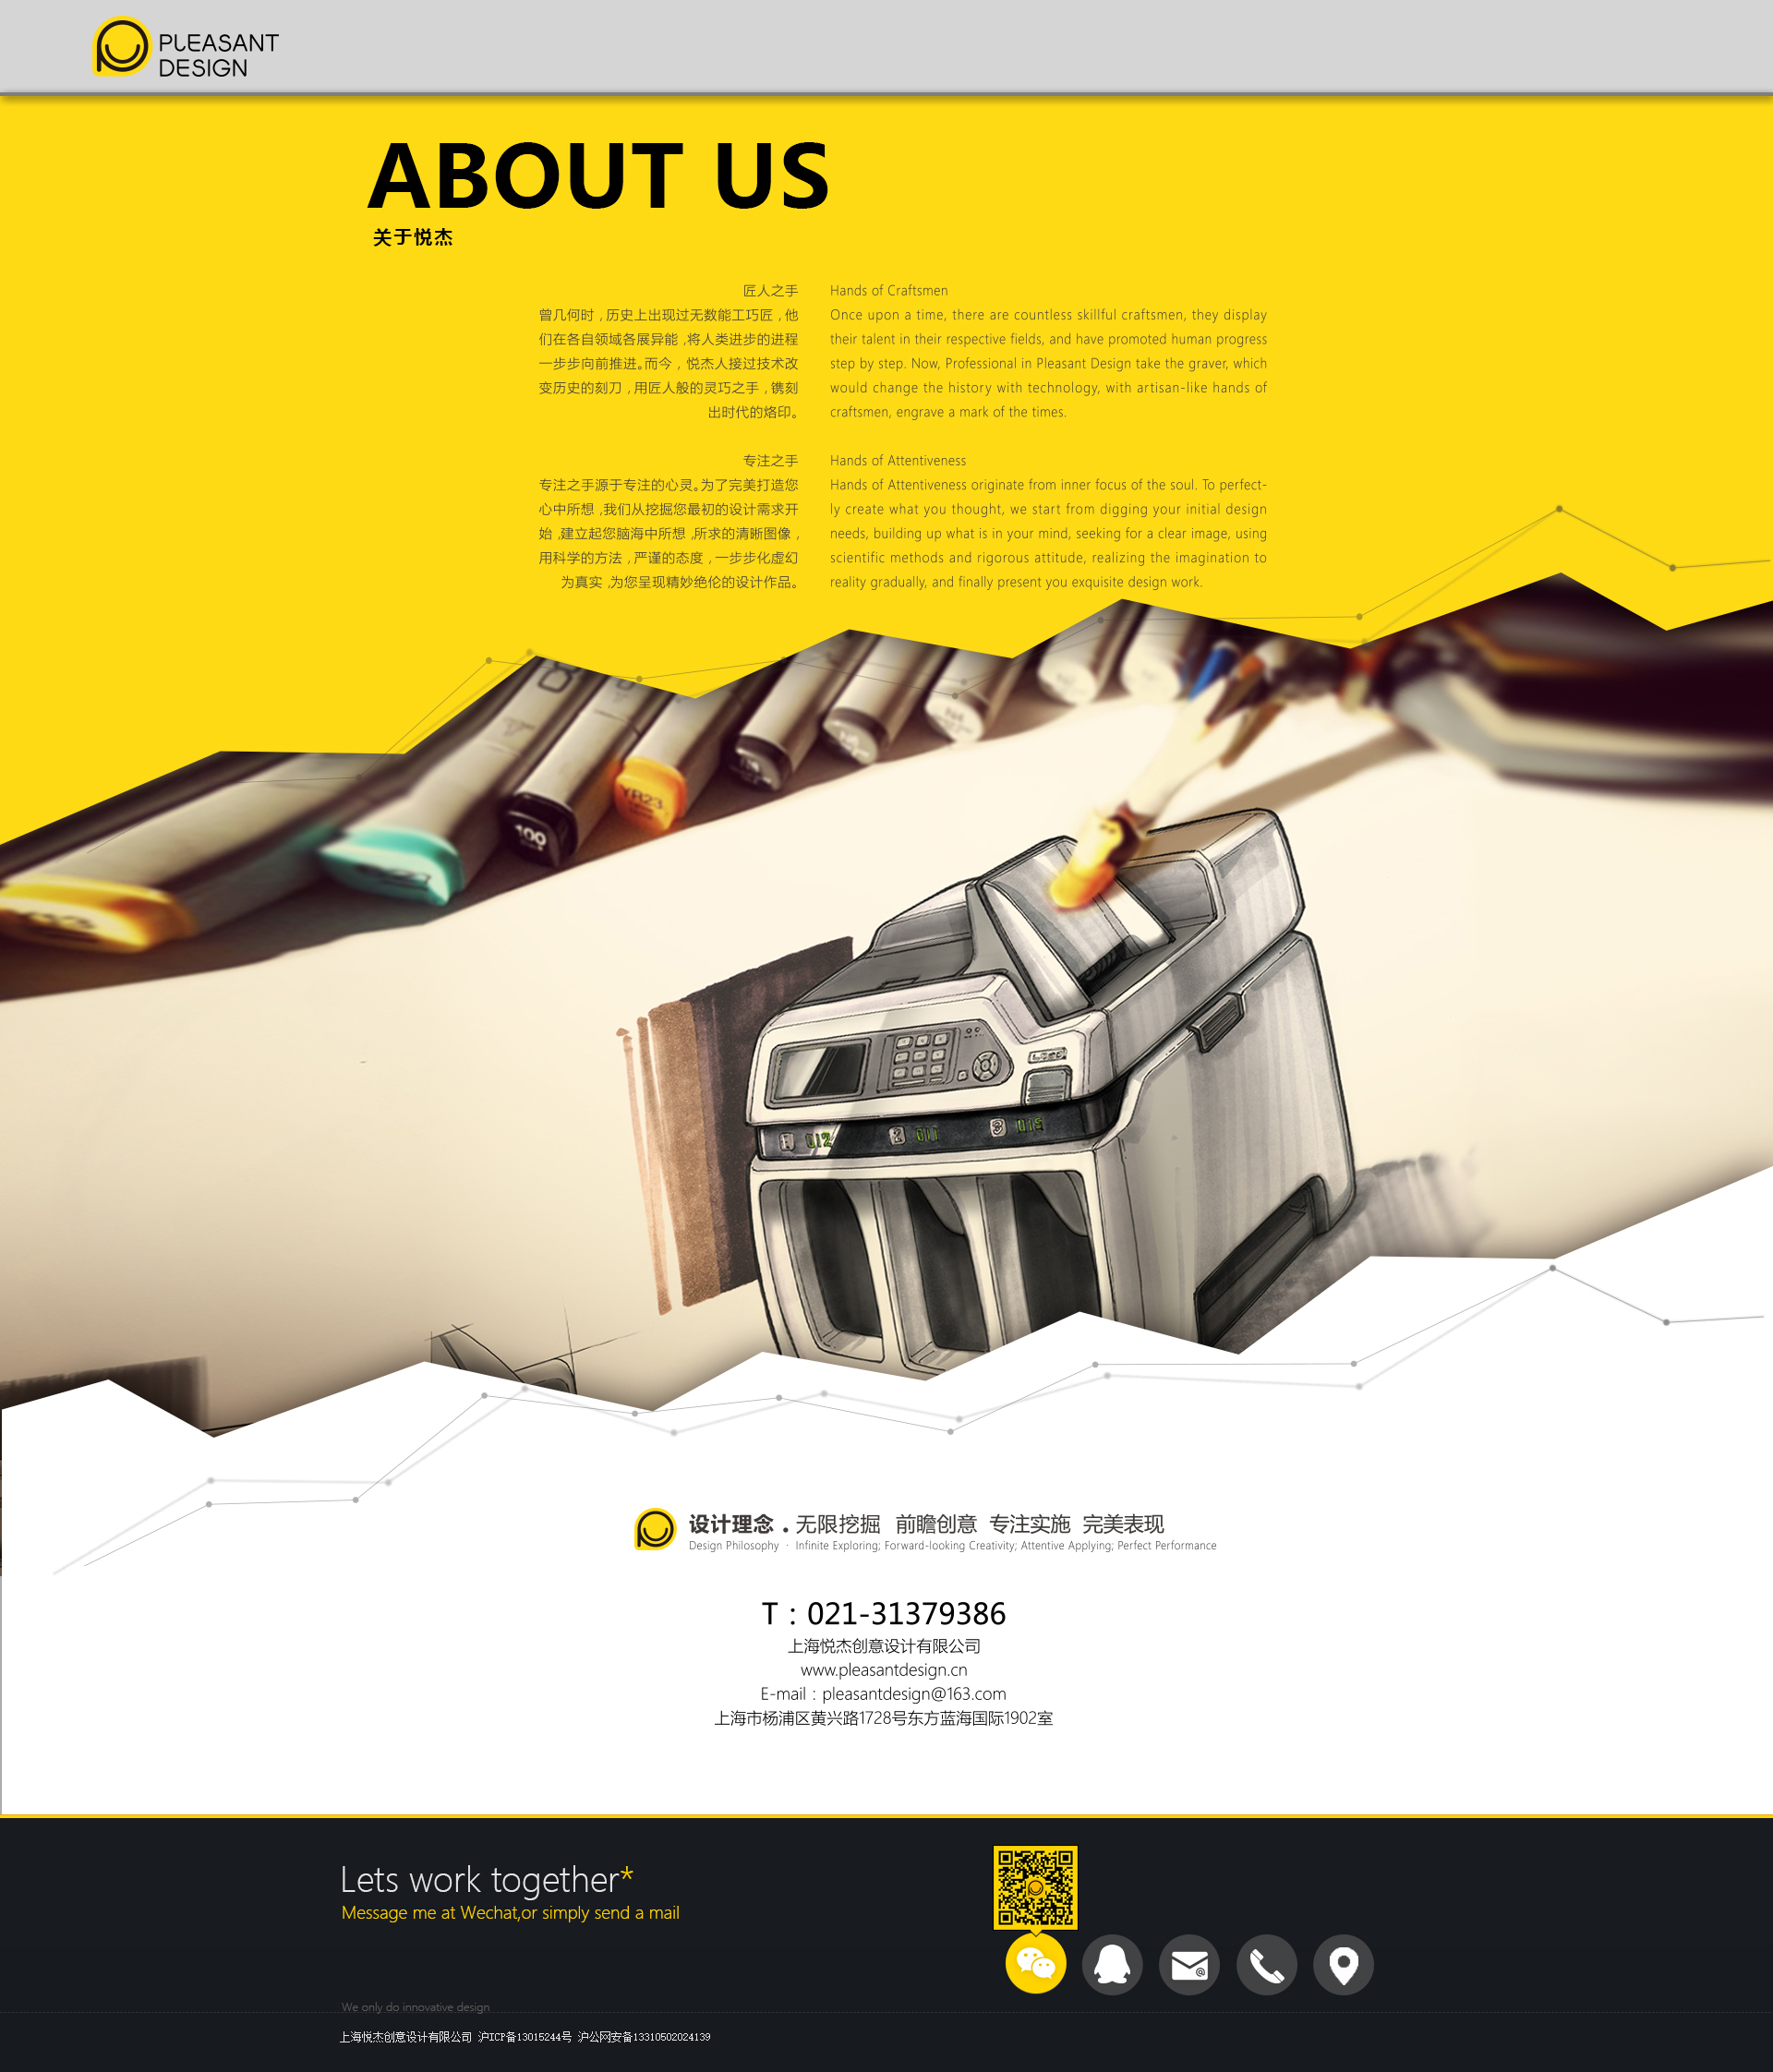 PLEASANT
DESIGN
ABOUT US
关于悦杰
匠人之手
曾几何时，历史上出现过无数能工巧匠，他
们在各自领域各展异能，将人类进步的进程
一步步向前推进。而今，悦杰人接过技术改
变历史的刻刀，用匠人般的灵巧之手，镌刻
出时代的烙印。
Hands of Craftsmen
Once upon a time, there are countless skillful craftsmen, they display
their talent in their respective fields, and have promoted human progress
step by step. Now, Professional in Pleasant Design take the graver, which
would change the history with technology, with artisan-like hands of
craftsmen, engrave a mark of the times.
专注之手
专注之手源于专注的心灵。为了完美打造您
心中所想，我们从挖掘您最初的设计需求开
始，建立起您脑海中所想，所求的清晰图像，
用科学的方法，严谨的态度，一步步化虚幻
为真实，为您呈现精妙绝伦的设计作品。
Hands of Attentiveness
Hands of Attentiveness originate from inner focus of the soul. To perfect-
ly create what you thought, we start from digging your initial design
needs, building up what is in your mind, seeking for a clear image, using
scientific methods and rigorous attitude, realizing the imagination to
reality gradually, and finally present you exquisite design work.
N4
YR23
100
LOGO
1 012 2 011 3 015
设计理念 . 无限挖掘 前瞻创意 专注实施 完美表现
Design Philosophy · Infinite Exploring; Forward-looking Creativity; Attentive Applying; Perfect Performance
T：021-31379386
上海悦杰创意设计有限公司
www.pleasantdesign.cn
E-mail：pleasantdesign@163.com
上海市杨浦区黄兴路1728号东方蓝海国际1902室
Lets work together*
Message me at Wechat,or simply send a mail
We only do innovative design
上海悦杰创意设计有限公司 沪ICP备13015244号 沪公网安备13310502024139